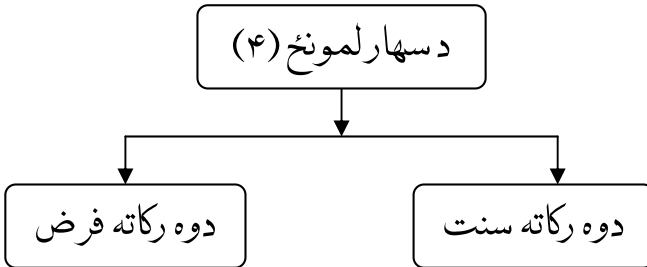 د سهار لمونځ (۴)
دوه رکاته سنت
دوه رکاته فرض